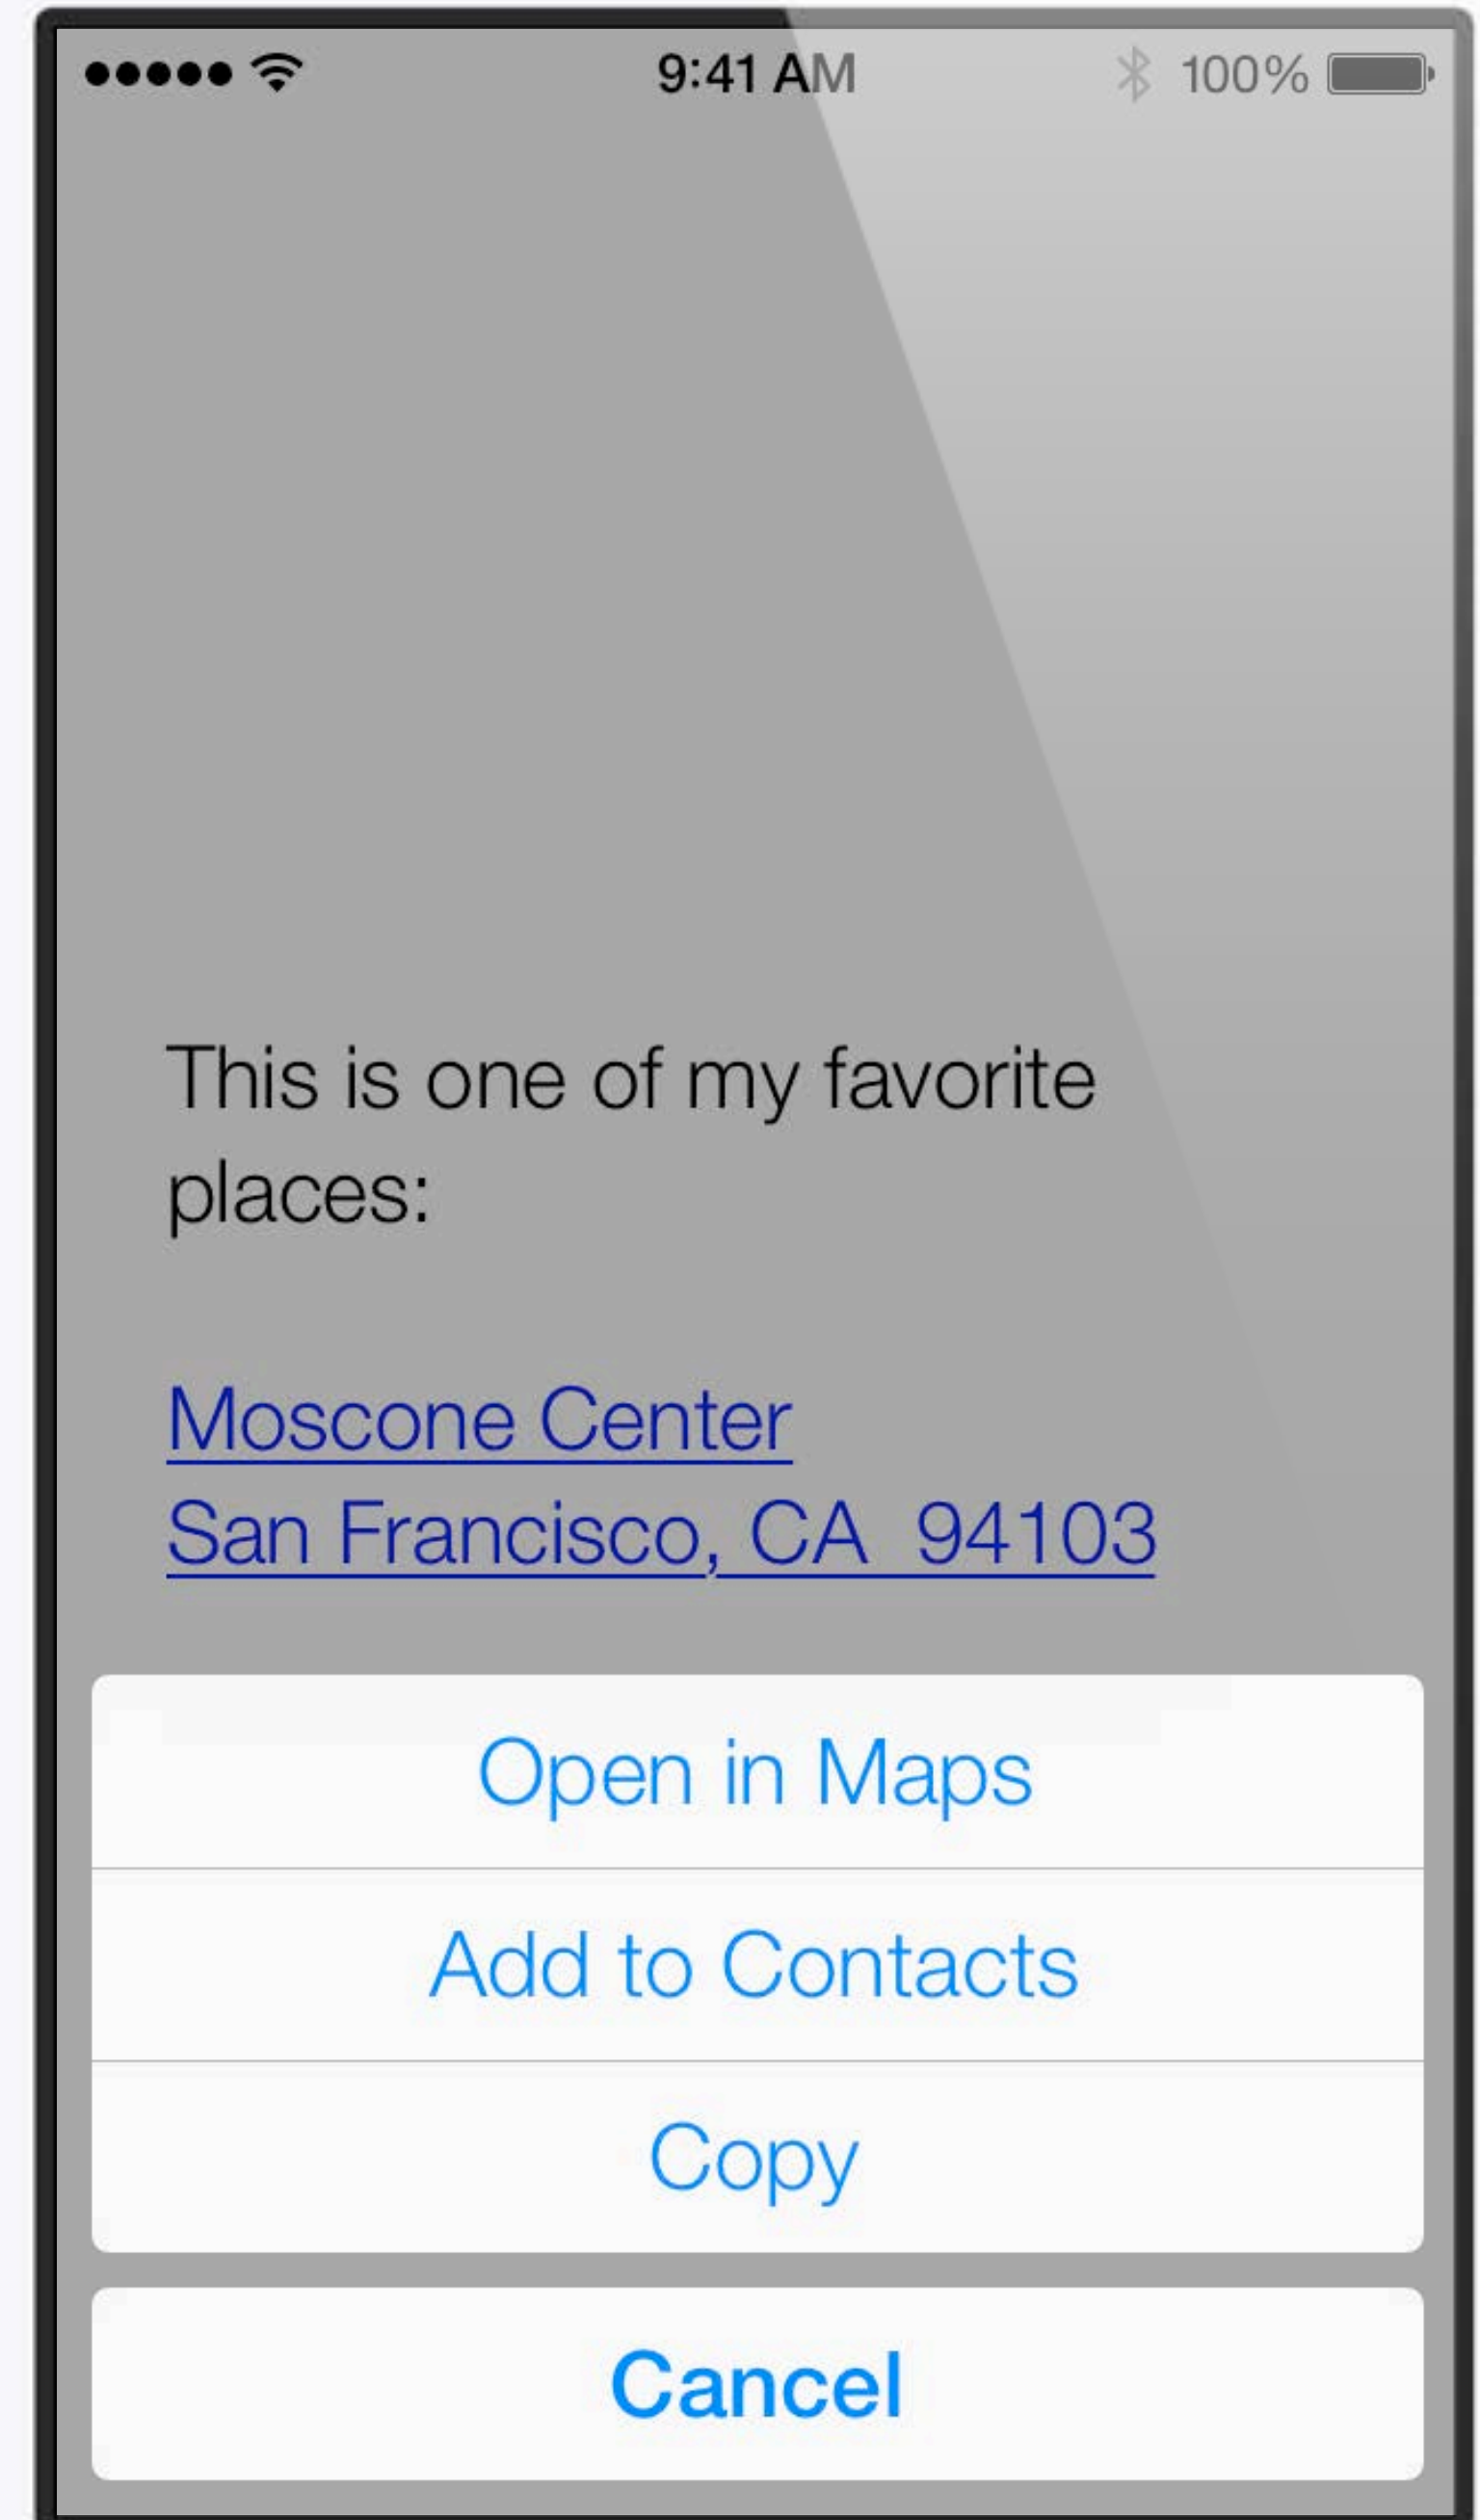 9:41 AM 100%
This is one of my favorite
places:
Moscone Center
San Francisco, CA  94103
Open in Maps
Add to Contacts
Copy
Cancel